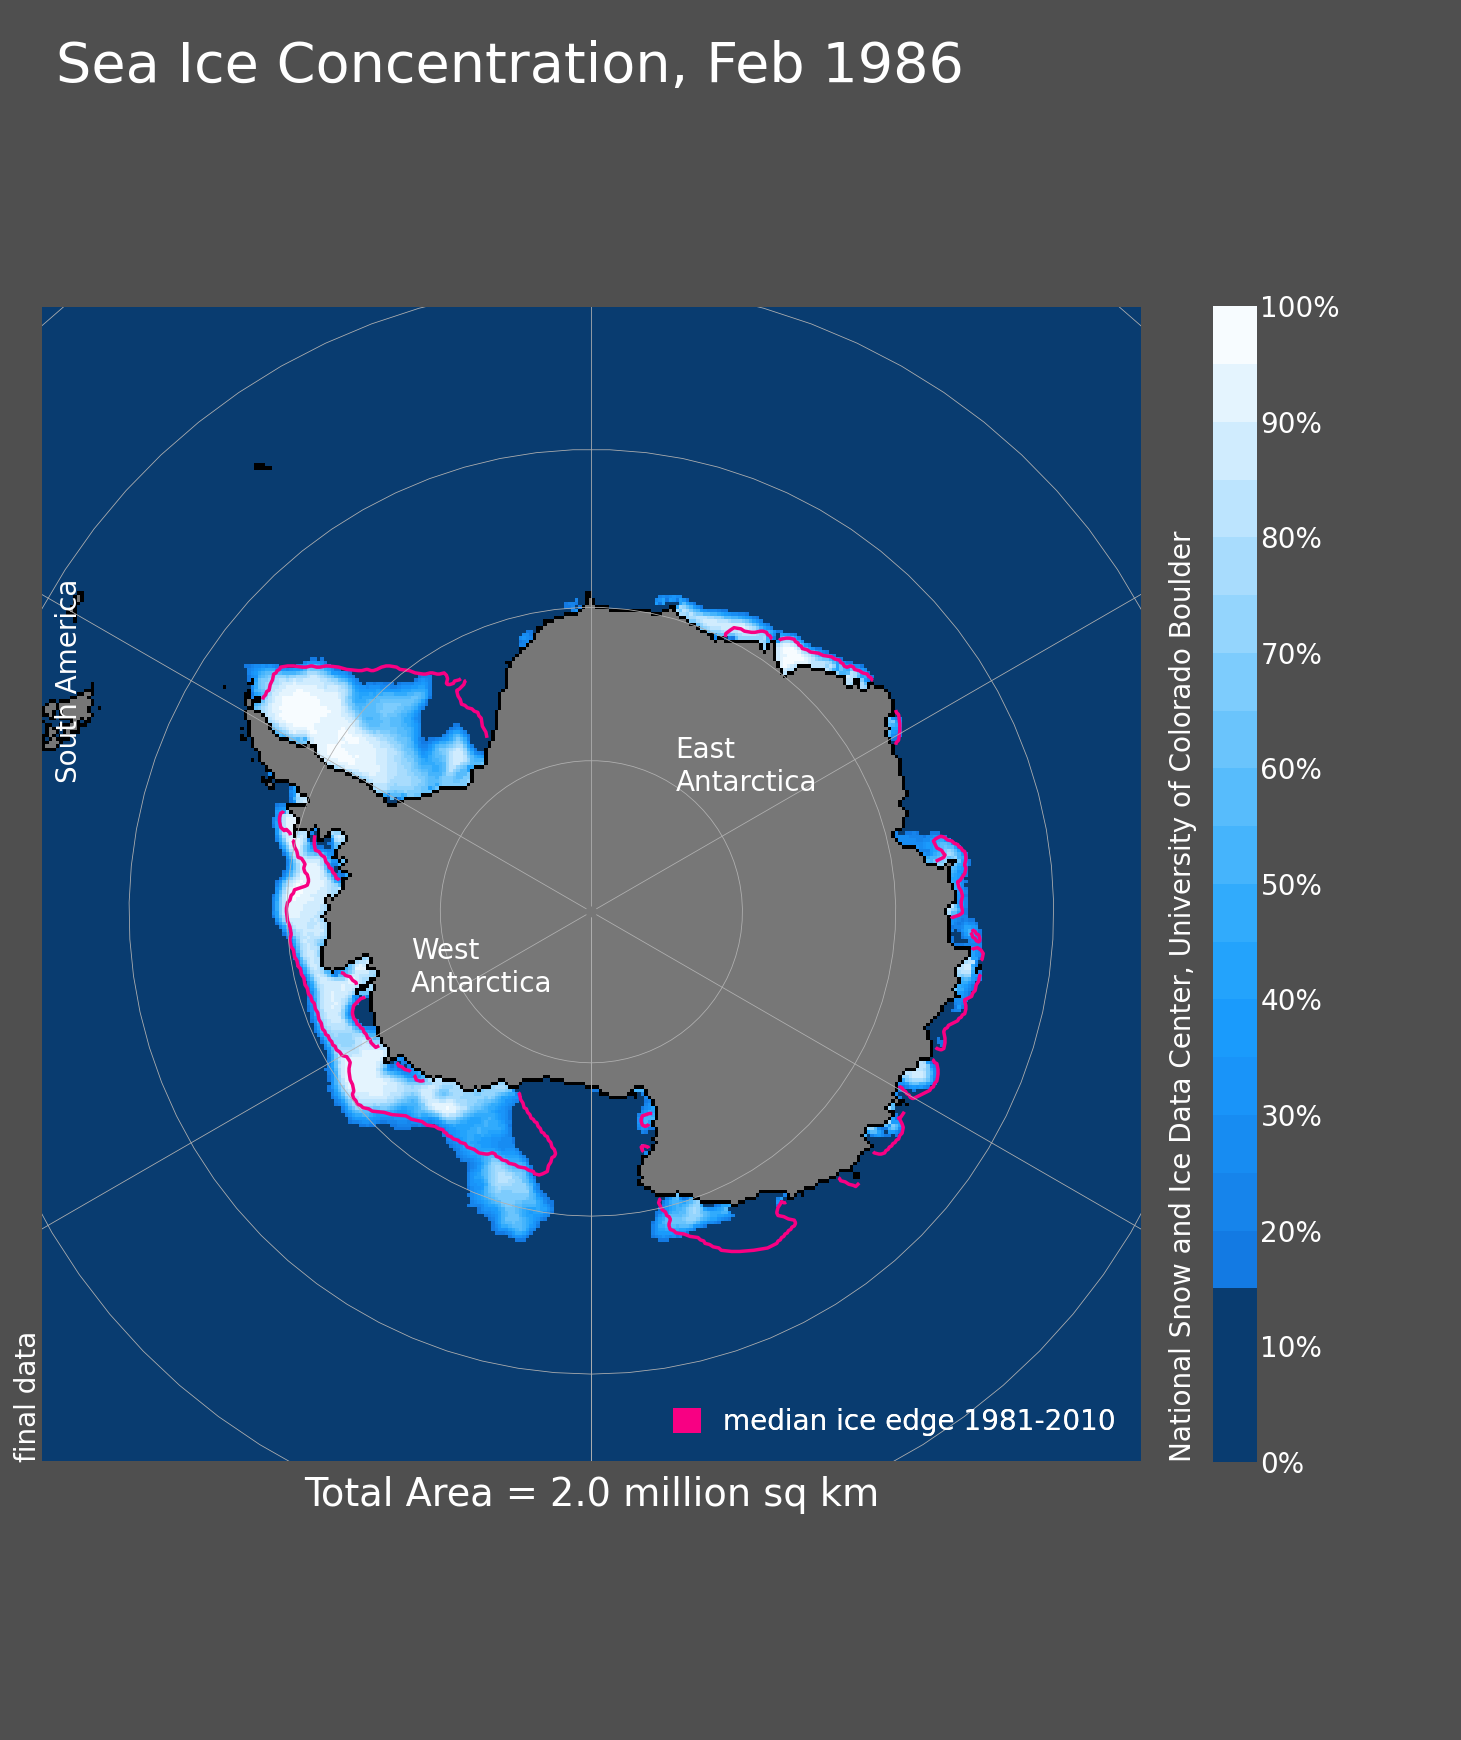 Sea Ice Concentration, Feb 1986
South America
East
Antarctica
West
Antarctica
final data
median ice edge 1981-2010
Total Area = 2.0 million sq km
National Snow and Ice Data Center, University of Colorado Boulder
100%
90%
80%
70%
60%
50%
40%
30%
20%
10%
0%